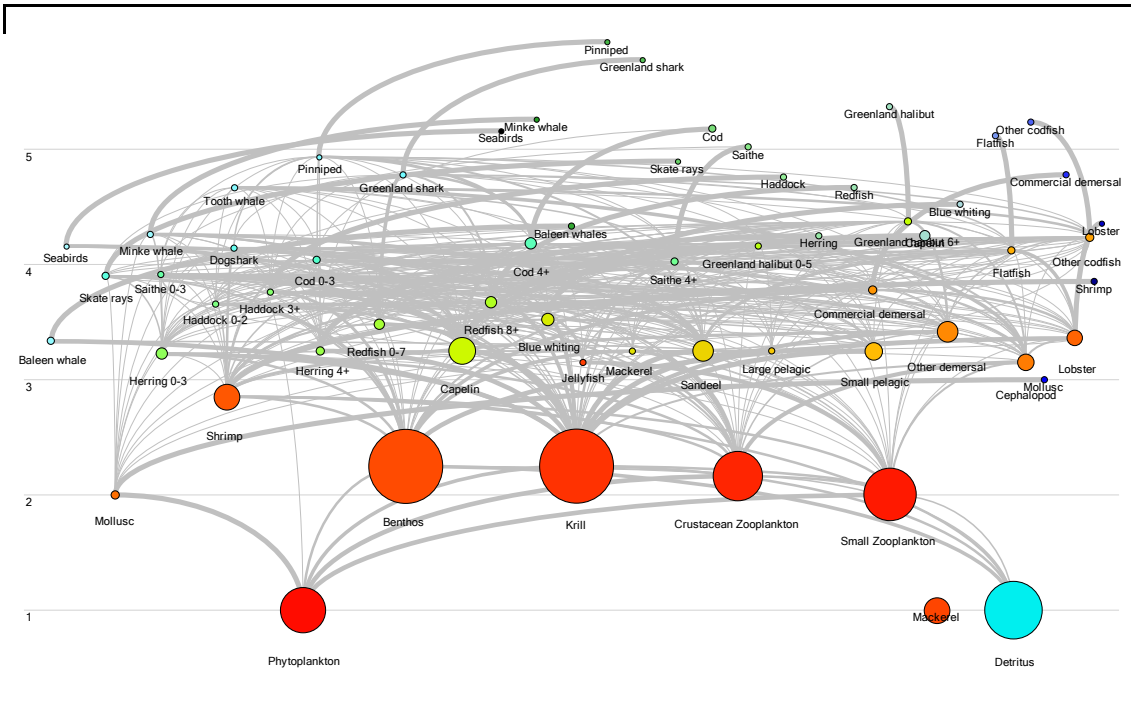 Pinniped
Greenland shark
Greenland halibut
Minke whale
Seabirds
Cod
Other codfish
Flatfish
5
Saithe
Pinniped
Skate rays
Greenland shark
Haddock
Commercial demersal
Tooth whale
Redfish
Blue whiting
Baleen whales
Lobster
Minke whale
Herring
Greenland halibut 6+
Capelin
Seabirds
Dogshark
Other codfish
4
Cod 4+
Greenland halibut 0-5
Flatfish
Cod 0-3
Saithe 4+
Saithe 0-3
Shrimp
Skate rays
Haddock 3+
Haddock 0-2
Commercial demersal
Redfish 8+
Blue whiting
Redfish 0-7
Baleen whale
Herring 4+
Mackerel
Large pelagic
Other demersal
Lobster
Herring 0-3
Jellyfish
Sandeel
Small pelagic
3
Capelin
Mollusc
Cephalopod
Shrimp
2
Mollusc
Benthos
Krill
Crustacean Zooplankton
Small Zooplankton
1
Mackerel
Phytoplankton
Detritus